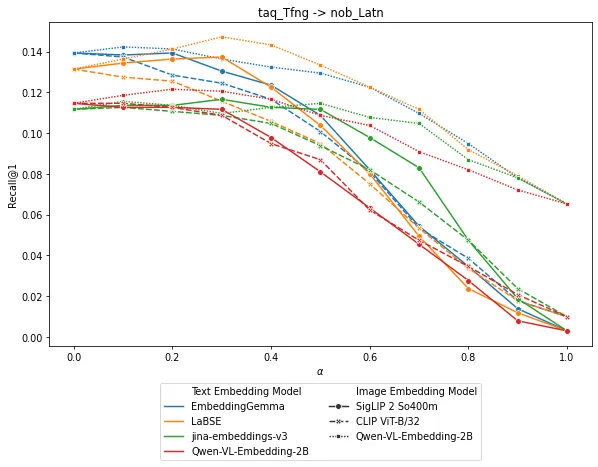 taq_Tfng -> nob_Latn
Recall@1
0.14
0.12
0.10
0.08
0.06
0.04
0.02
0.00
0.0 0.2 0.4 0.6 0.8 1.0
α
Text Embedding Model Image Embedding Model
EmbeddingGemma SigLIP 2 So400m
LaBSE CLIP ViT-B/32
jina-embeddings-v3 Qwen-VL-Embedding-2B
Qwen-VL-Embedding-2B